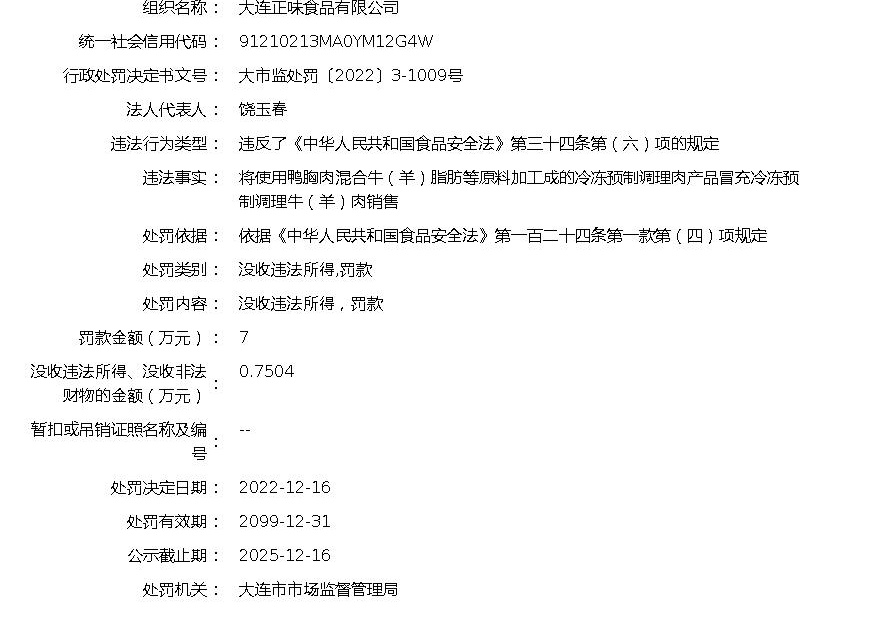 组织名称： 大连正味食品有限公司
统一社会信用代码： 91210213MA0YM12G4W
行政处罚决定书文号： 大市监处罚〔2022〕3-1009号
法人代表人： 饶玉春
违法行为类型： 违反了《中华人民共和国食品安全法》第三十四条第（六）项的规定
违法事实： 将使用鸭胸肉混合牛（羊）脂肪等原料加工成的冷冻预制调理肉产品冒充冷冻预
制调理牛（羊）肉销售
处罚依据： 依据《中华人民共和国食品安全法》第一百二十四条第一款第（四）项规定
处罚类别： 没收违法所得,罚款
处罚内容： 没收违法所得，罚款
罚款金额（万元）： 7
没收违法所得、没收非法
财物的金额（万元）： 0.7504
暂扣或吊销证照名称及编
号： --
处罚决定日期： 2022-12-16
处罚有效期： 2099-12-31
公示截止期： 2025-12-16
处罚机关： 大连市市场监督管理局